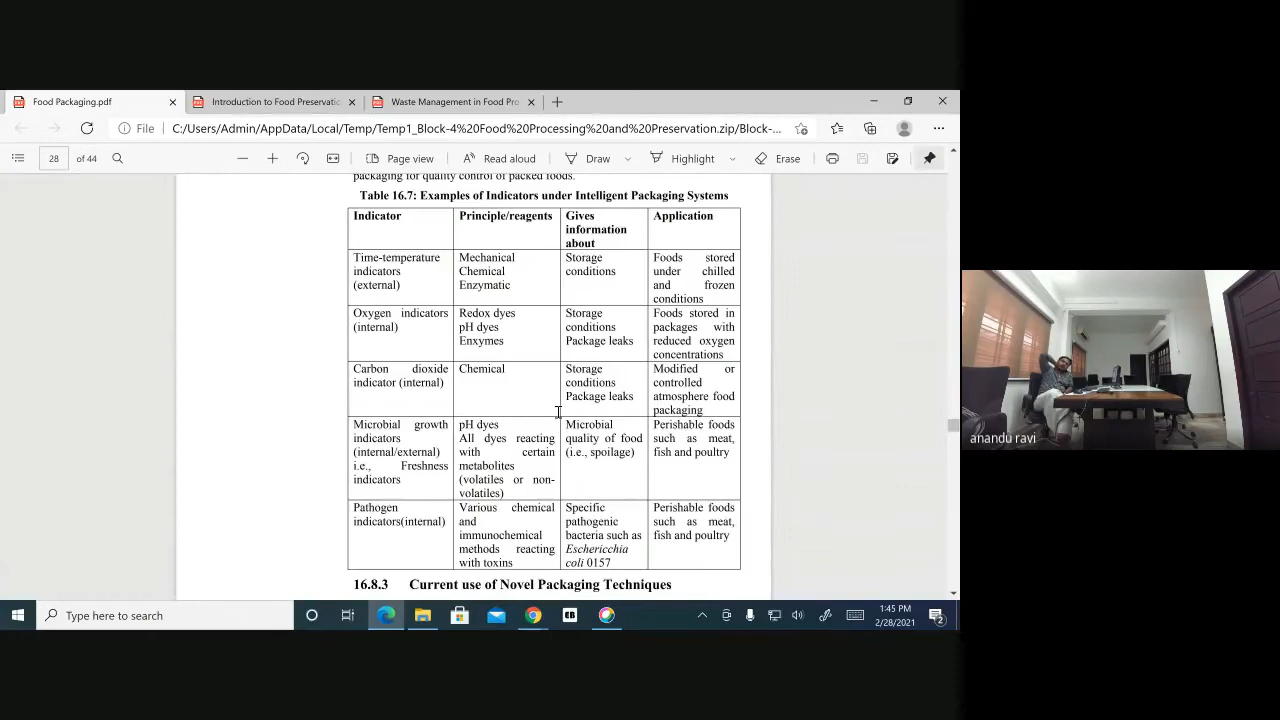 Food Packaging.pdf
Introduction to Food Preservatic
Waste Management in Food Pro
File
C:/Users/Admin/AppData/Local/Temp/Temp1_Block-4%20Food%20Processing%20and%20Preservation.zip/Block-...
28 of 44
Page view
Read aloud
Draw
Highlight
Erase
packaging for quality control of packed foods.
Table 16.7: Examples of Indicators under Intelligent Packaging Systems
Indicator
Principle/reagents
Gives
information
about
Application
Time-temperature
indicators
(external)
Mechanical
Chemical
Enzymatic
Storage
conditions
Foods stored
under chilled
and frozen
conditions
Oxygen indicators
(internal)
Redox dyes
pH dyes
Enxymes
Storage
conditions
Package leaks
Foods stored in
packages with
reduced oxygen
concentrations
Carbon dioxide
indicator (internal)
Chemical
Storage
conditions
Package leaks
Modified or
controlled
atmosphere food
packaging
Microbial growth
indicators
(internal/external)
i.e., Freshness
indicators
pH dyes
All dyes reacting
with certain
metabolites
(volatiles or non-
volatiles)
Microbial
quality of food
(i.e., spoilage)
Perishable foods
such as meat,
fish and poultry
Pathogen
indicators(internal)
Various chemical
and
immunochemical
methods reacting
with toxins
Specific
pathogenic
bacteria such as
Eschericchia
coli 0157
Perishable foods
such as meat,
fish and poultry
16.8.3 Current use of Novel Packaging Techniques
Type here to search
1:45 PM
2/28/2021
2
anandu ravi